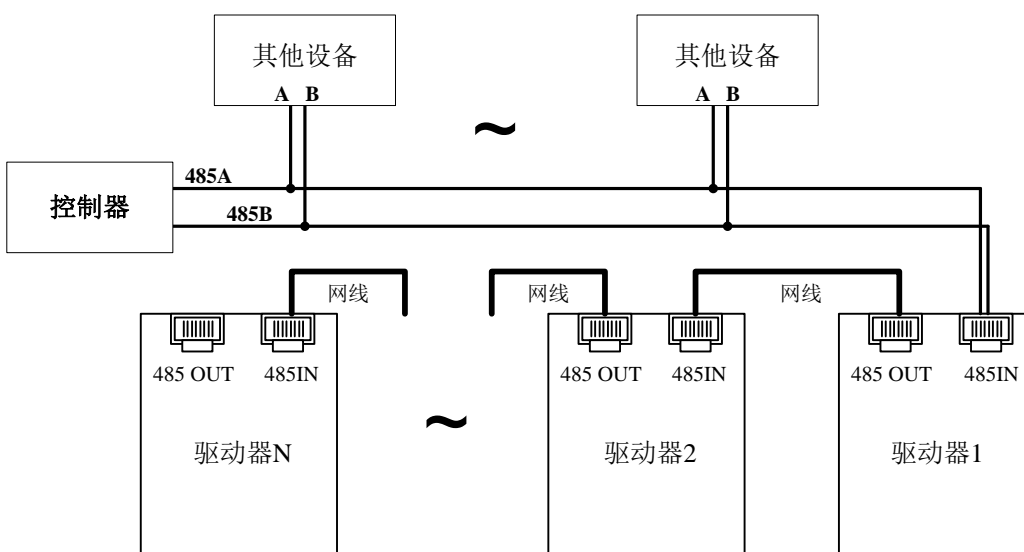 其他设备
其他设备
A B
A B
~
485A
控制器
485B
网线
网线
网线
485 OUT
485IN
485 OUT
485IN
485 OUT
485IN
~
驱动器N
驱动器2
驱动器1